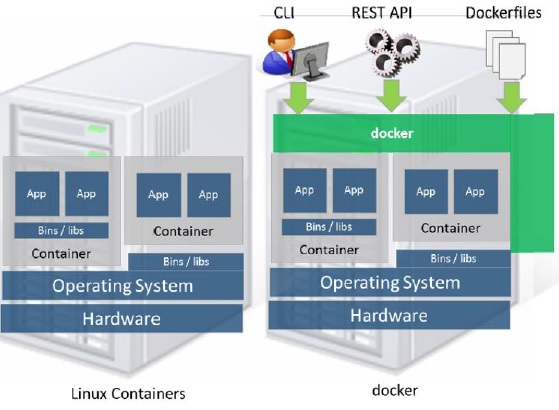 CLI REST API Dockerfiles
docker
App App App App
Bins / libs Container
Container Bins / libs
Operating System
Hardware
Linux Containers
App App App App
Bins / libs Container
Container Bins / libs
Operating System
Hardware
docker